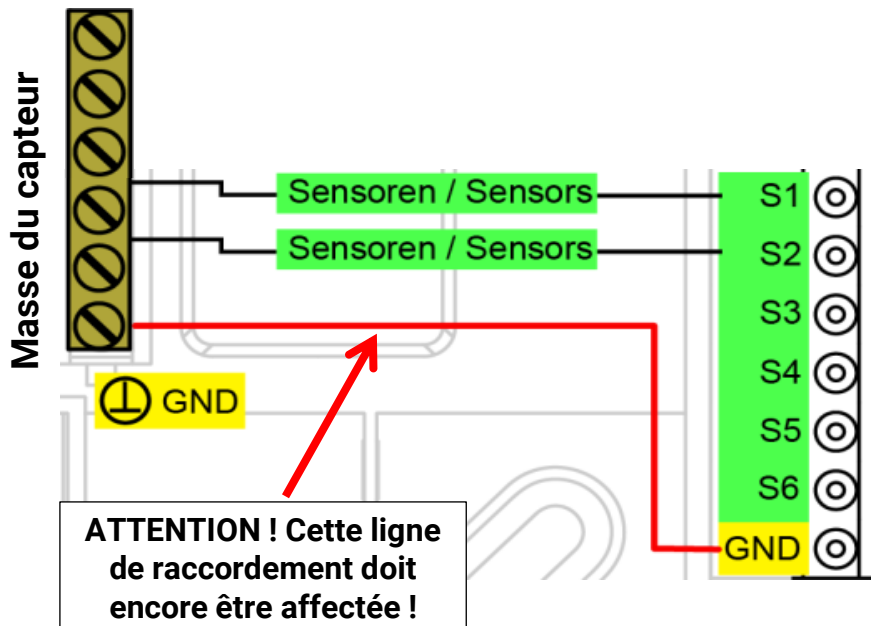 Masse du capteur
Sensoren / Sensors
S1
Sensoren / Sensors
S2
S3
S4
S5
S6
GND
GND
ATTENTION ! Cette ligne
de raccordement doit
encore être affectée !